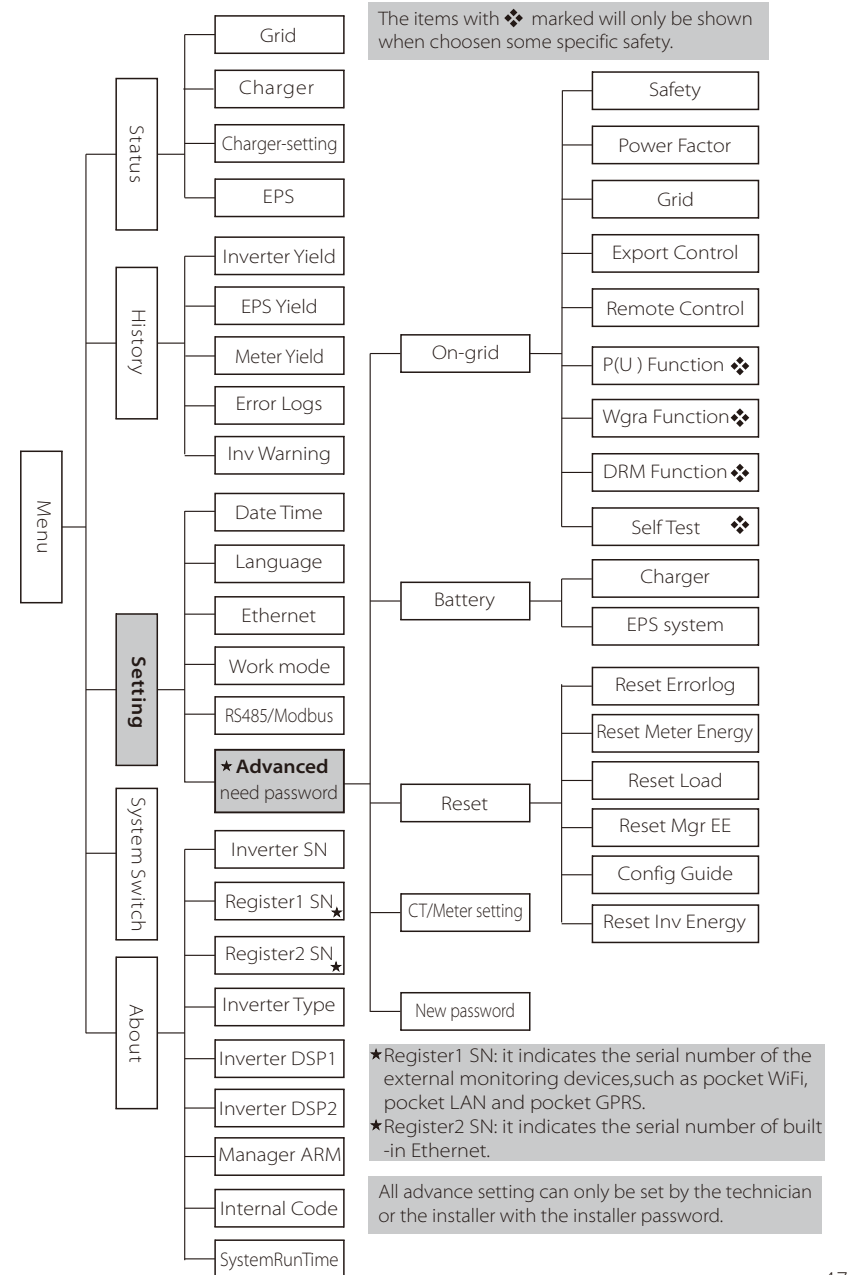 The items with ❖ marked will only be shown
when choosen some specific safety.
Menu
Status
Grid
Charger
Charger-setting
EPS
History
Inverter Yield
EPS Yield
Meter Yield
Error Logs
Inv Warning
Setting
Date Time
Language
Ethernet
Work mode
RS485/Modbus
★Advanced
need password
System Switch
About
Inverter SN
Register1 SN★
Register2 SN★
Inverter Type
Inverter DSP1
Inverter DSP2
Manager ARM
Internal Code
SystemRunTime
On-grid
Safety
Power Factor
Grid
Export Control
Remote Control
P(U ) Function ❖
Wgra Function❖
DRM Function❖
Self Test ❖
Battery
Charger
EPS system
Reset
Reset Errorlog
Reset Meter Energy
Reset Load
Reset Mgr EE
Config Guide
Reset Inv Energy
CT/Meter setting
New password
★Register1 SN: it indicates the serial number of the
external monitoring devices,such as pocket WiFi,
pocket LAN and pocket GPRS.
★Register2 SN: it indicates the serial number of built
-in Ethernet.
All advance setting can only be set by the technician
or the installer with the installer password.